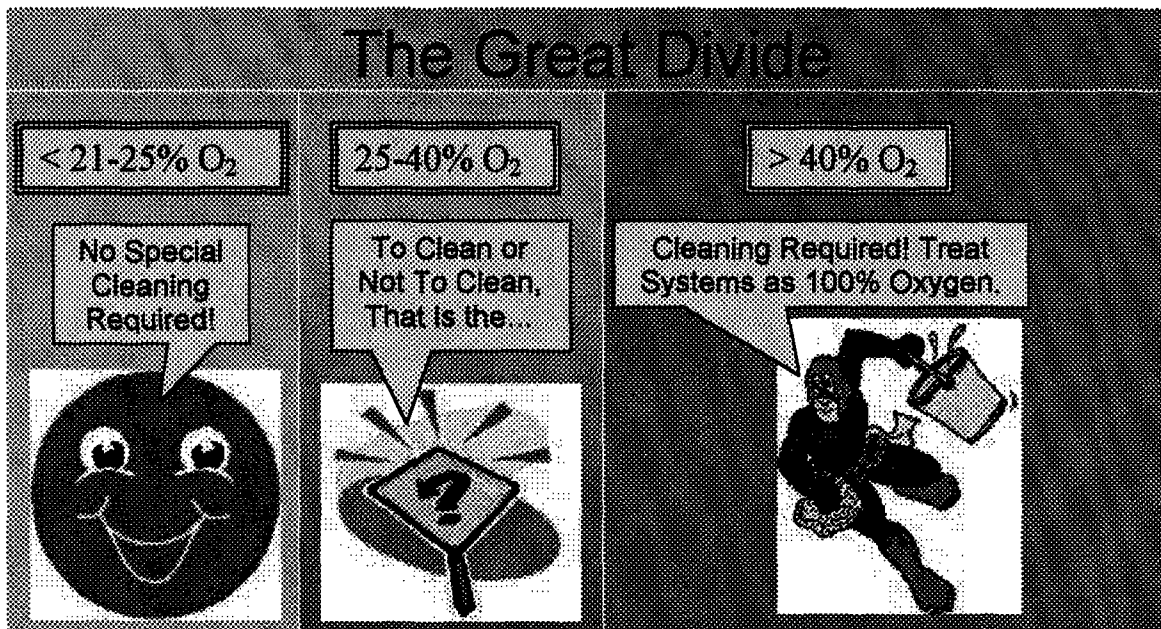 The Great Divide
< 21-25% O₂
25-40% O₂
> 40% O₂
No Special
Cleaning
Required!
To Clean or
Not To Clean,
That is the...
Cleaning Required! Treat
Systems as 100% Oxygen.
?